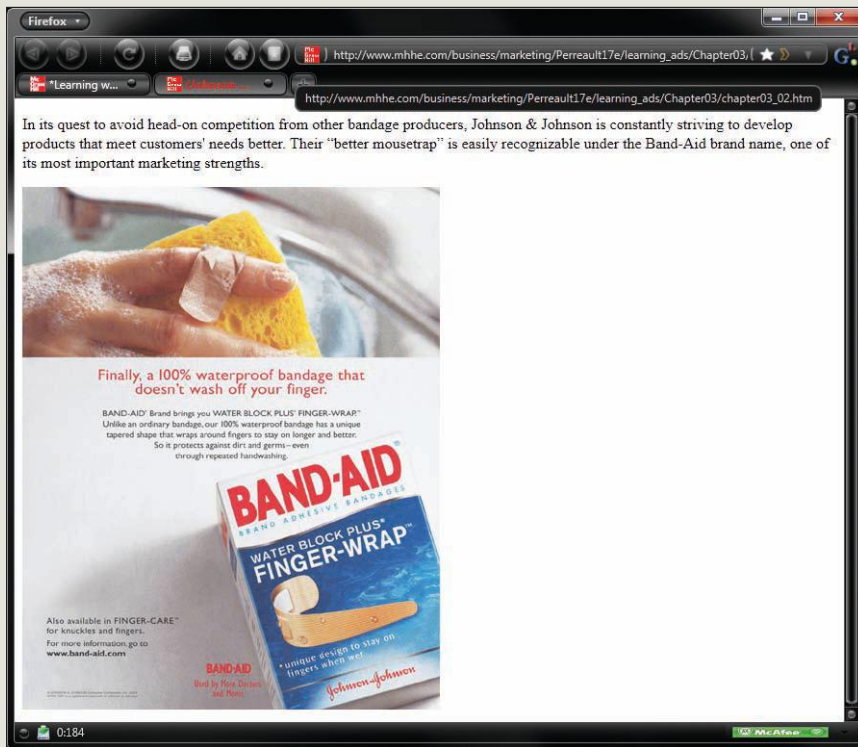 Firefox
http://www.mhhe.com/business/marketing/Perreault17e/learning_ads/Chapter03/
*Learning w...
http://www.mhhe.com/business/marketing/Perreault17e/learning_ads/Chapter03/chapter03_02.htm
In its quest to avoid head-on competition from other bandage producers, Johnson & Johnson is constantly striving to develop
products that meet customers' needs better. Their “better mousetrap” is easily recognizable under the Band-Aid brand name, one of
its most important marketing strengths.
Finally, a 100% waterproof bandage that
doesn't wash off your finger.
BAND-AID® Brand brings you WATER BLOCK PLUS® FINGER-WRAP™
Unlike an ordinary bandage, our 100% waterproof bandage has a unique
tapered shape that wraps around fingers to stay on longer and better.
So it protects against dirt and germs–even
through repeated handwashing.
BAND-AID
BRAND ADHESIVE BANDAGES
WATER BLOCK PLUS®
FINGER-WRAP™
• unique design to stay on
fingers when wet
Johnson & Johnson
Also available in FINGER-CARE™
for knuckles and fingers.
For more information, go to
www.band-aid.com
BAND-AID
Used by More Doctors
and Moms
0:184
McAfee